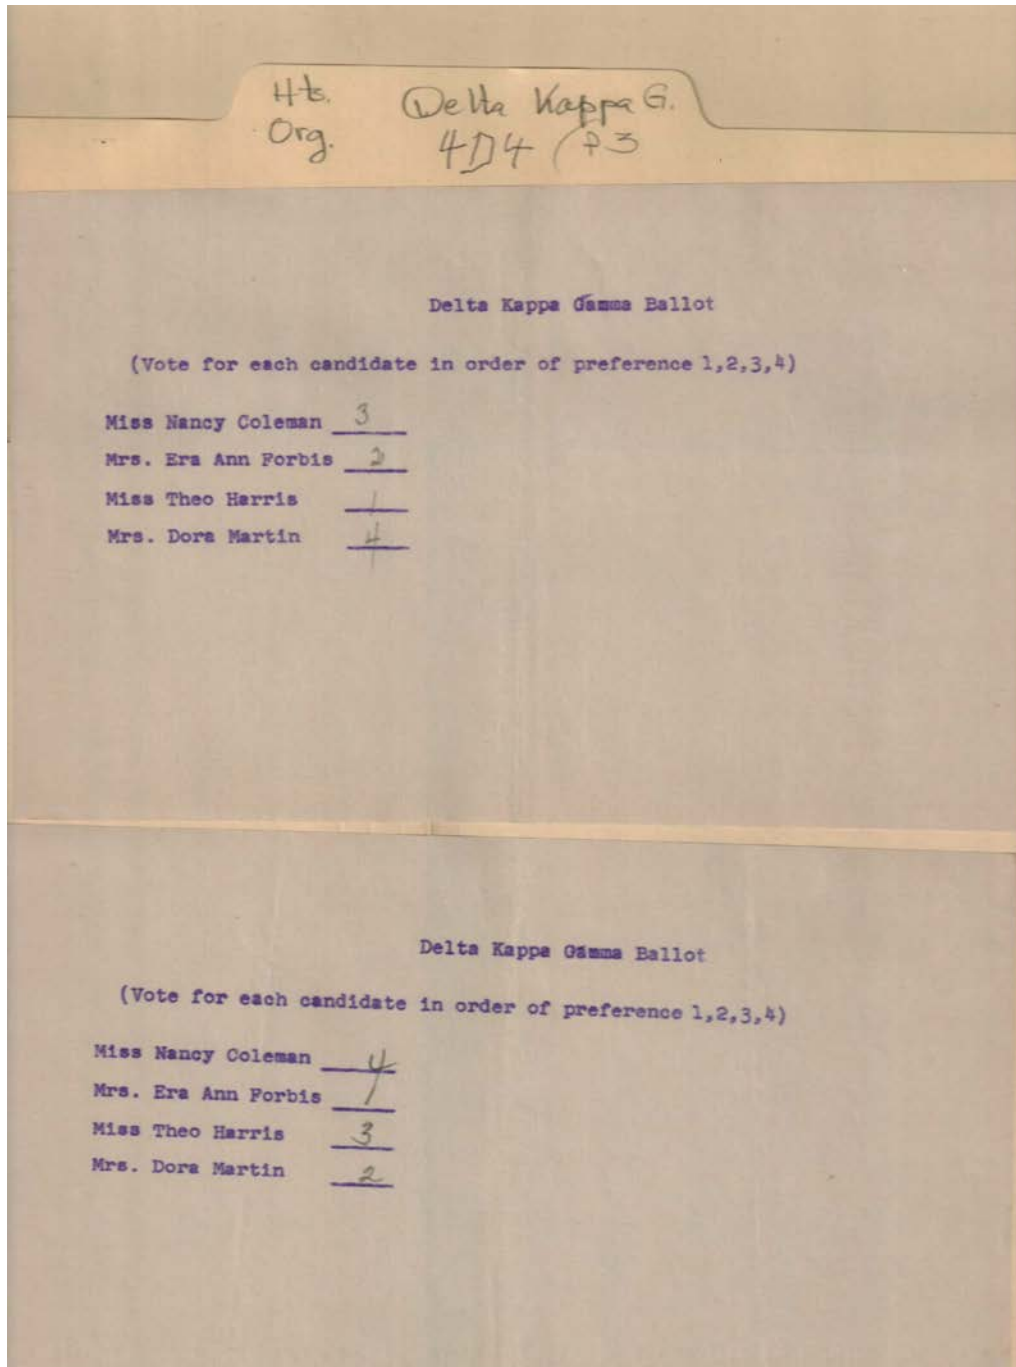 Hts. Delta Kappa G.
Org. 4D4 (P3
Delta Kappa Gamma Ballot
(Vote for each candidate in order of preference 1,2,3,4)
Miss Nancy Coleman 3
Mrs. Era Ann Forbis 2
Miss Theo Harris 1
Mrs. Dora Martin 4
Delta Kappa Gamma Ballot
(Vote for each candidate in order of preference 1,2,3,4)
Miss Nancy Coleman 4
Mrs. Era Ann Forbis 1
Miss Theo Harris 3
Mrs. Dora Martin 2